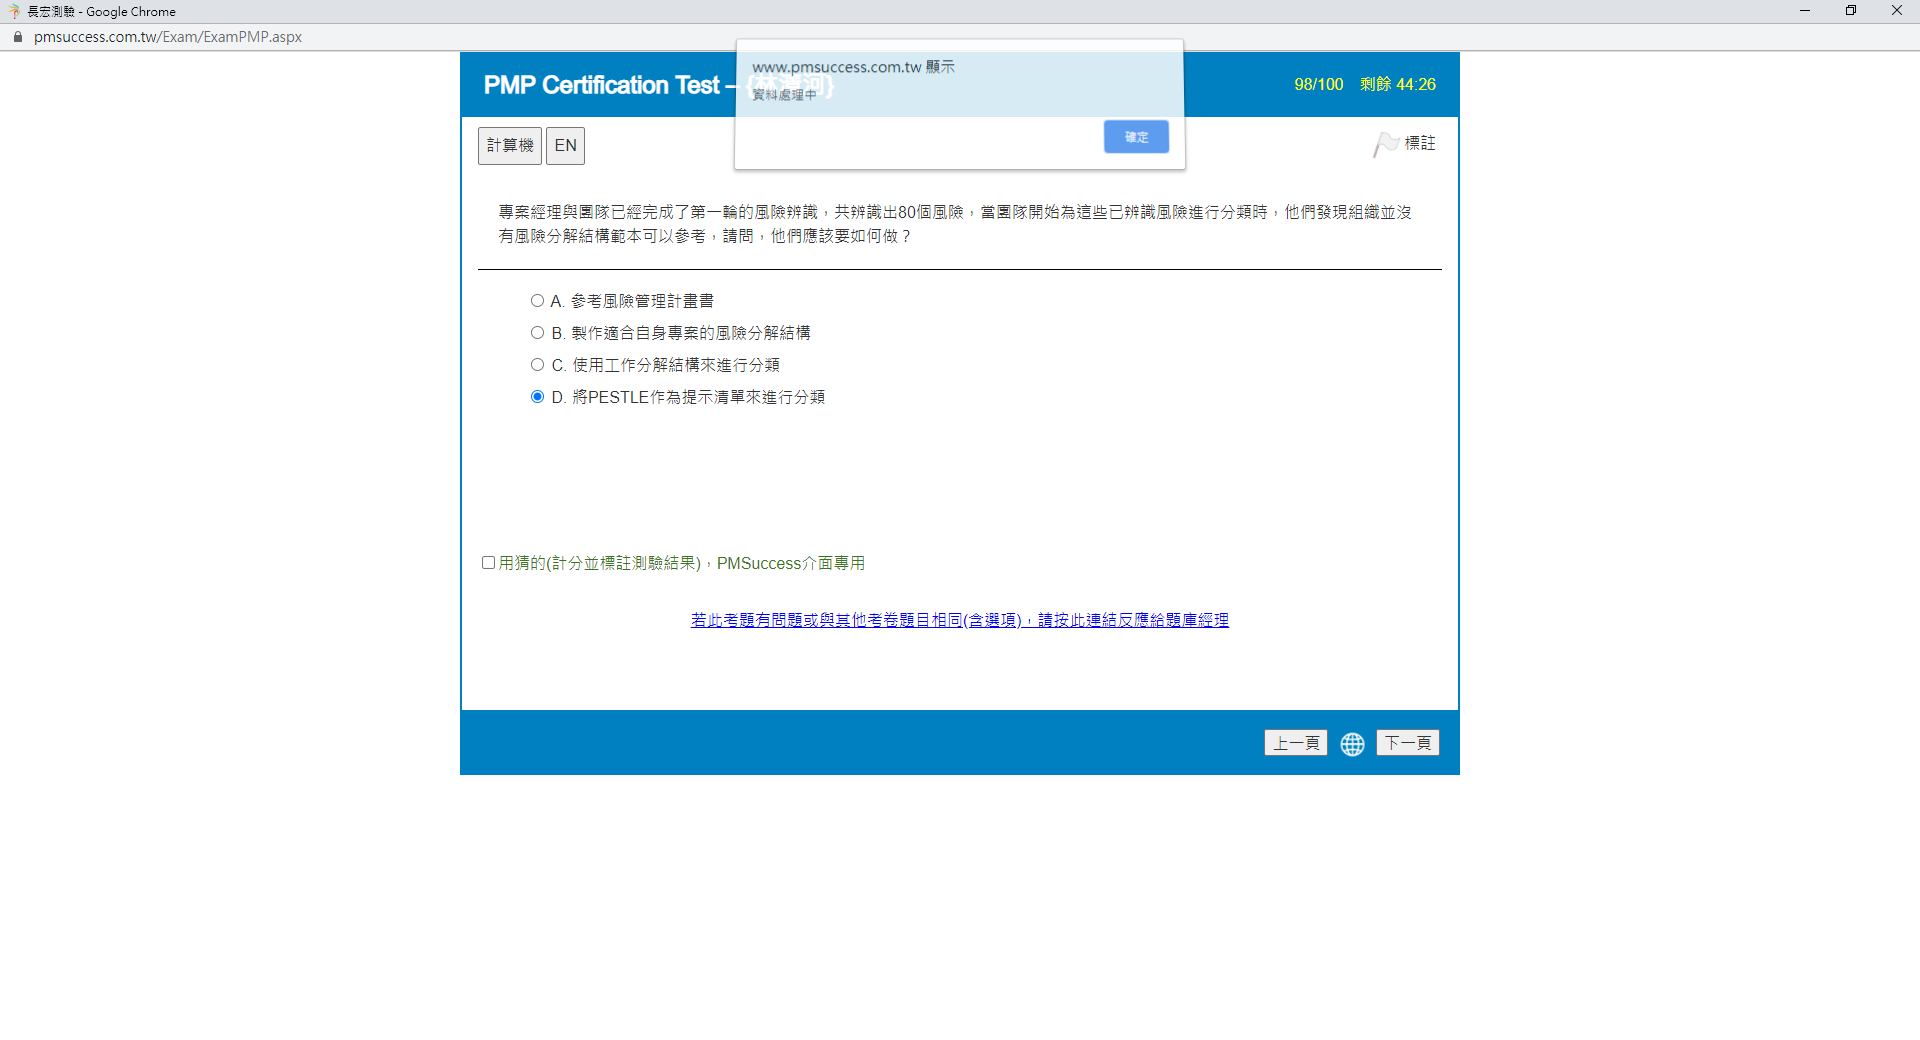 長宏測驗 - Google Chrome
pmsuccess.com.tw/Exam/ExamPMP.aspx
www.pmsuccess.com.tw 顯示
資料處理中
確定
PMP Certification Test – {林 河}
98/100 剩餘 44:26
計算機 EN
標註
專案經理與團隊已經完成了第一輪的風險辨識，共辨識出80個風險，當團隊開始為這些已辨識風險進行分類時，他們發現組織並沒
有風險分解結構範本可以參考，請問，他們應該要如何做？
A. 參考風險管理計畫書
B. 製作適合自身專案的風險分解結構
C. 使用工作分解結構來進行分類
D. 將PESTLE作為提示清單來進行分類
用猜的(計分並標註測驗結果)，PMSuccess介面專用
若此考題有問題或與其他考卷題目相同(含選項)，請按此連結反應給題庫經理
上一頁 下一頁